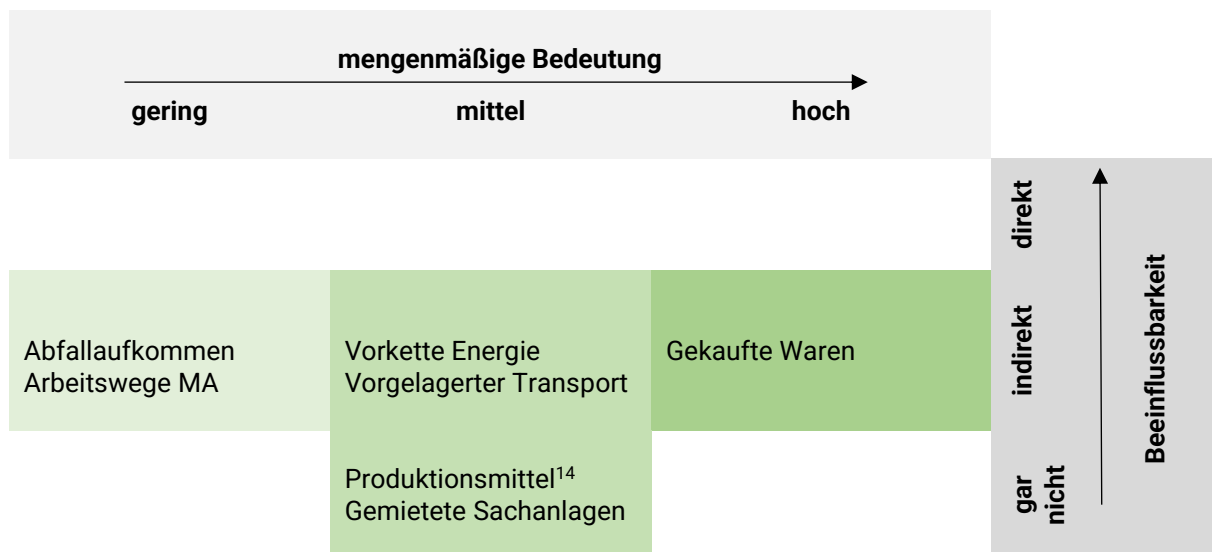 mengenmäßige Bedeutung
gering mittel hoch
direkt
Abfallaufkommen
Arbeitswege MA
Vorkette Energie
Vorgelagerter Transport
Gekaufte Waren
indirekt
Produktionsmittel14
Gemietete Sachanlagen
gar
nicht
Beeinflussbarkeit